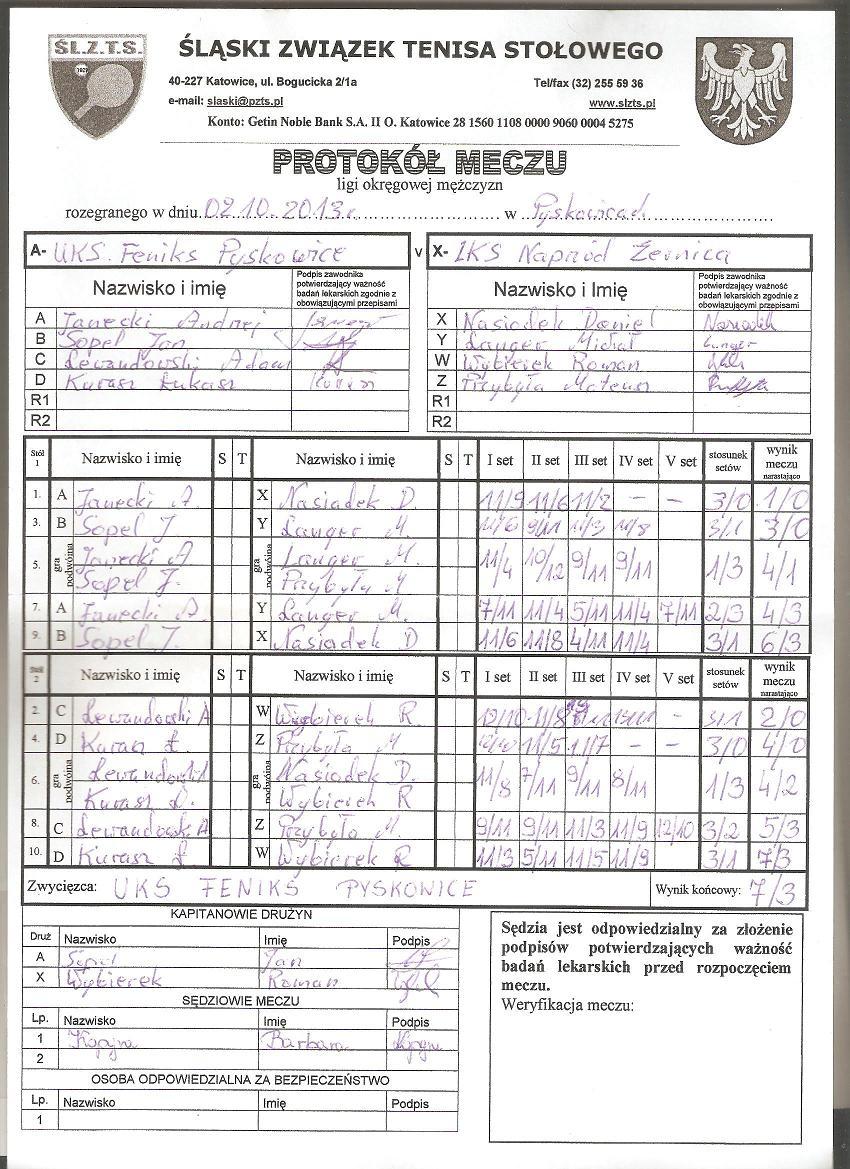 ŚL.Z.T.S.
ŚLĄSKI ZWIĄZEK TENISA STOŁOWEGO
40-227 Katowice, ul. Bogucicka 2/1a Tel/fax (32) 255 59 36
e-mail: slaski@pzts.pl www.slzts.pl
Konto: Getin Noble Bank S.A. II O. Katowice 28 1560 1108 0000 9060 0004 5275
PROTOKÓŁ MECZU
ligi okręgowej mężczyzn
rozegranego w dniu 02.10.2013r. w Pyskowicach
A- UKS. Feniks Pyskowice v X- LKS Naprzód Żernica
Nazwisko i imię Podpis zawodnika potwierdzający ważność badań lekarskich zgodnie z obowiązującymi przepisami Nazwisko i Imię Podpis zawodnika potwierdzający ważność badań lekarskich zgodnie z obowiązującymi przepisami
A Janecki Andrzej X Nasiadek Daniel Nasiadek
B Sopel Jan Y Langer Michał Langer
C Lewandowski Adam W Wybierek Roman
D Kurasz Łukasz Z Przybyła Mateusz
R1 R1
R2 R2
Stół 1 Nazwisko i imię S T Nazwisko i imię S T I set II set III set IV set V set stosunek setów wynik meczu narastająco
1. A Janecki A. X Nasiadek D. 11/9 11/6 11/2 - - 3/0 1/0
3. B Sopel J Y Langer M. 11/6 9/11 11/3 11/8 3/1 3/0
5. gra podwójna Janecki A gra podwójna Langer M. 11/4 10/12 9/11 9/11 1/3 4/1
Sopel J. Przybyła M
7. A Janecki A. Y Langer M. 7/11 11/4 5/11 11/4 7/11 2/3 4/3
9. B Sopel J. X Nasiadek D 11/6 11/8 4/11 11/4 3/1 6/3
Stół 2 Nazwisko i imię S T Nazwisko i imię S T I set II set III set IV set V set stosunek setów wynik meczu narastająco
2. C Lewandowski A W Wybierek R. 12/10 11/8 - 3/1 2/0
4. D Kurasz Ł. Z Przybyła M 11/5 11/7 - - 3/0 4/0
6. gra podwójna Lewandowski gra podwójna Nasiadek D. 11/8 7/11 9/11 8/11 1/3 4/2
Kurasz Ł. Wybierek R
8. C Lewandowski A Z Przybyła M. 9/11 9/11 11/3 11/9 12/10 3/2 5/3
10. D Kurasz Ł W Wybierek R 11/3 5/11 11/5 11/9 3/1 7/3
Zwycięzca: UKS FENIKS PYSKOWICE Wynik końcowy: 7/3
KAPITANOWIE DRUŻYN
Druż Nazwisko Imię Podpis
A Sopel Jan
X Wybierek Roman
SĘDZIOWIE MECZU
Lp. Nazwisko Imię Podpis
1 Barbara
2
OSOBA ODPOWIEDZIALNA ZA BEZPIECZEŃSTWO
Lp. Nazwisko Imię Podpis
1
Sędzia jest odpowiedzialny za złożenie
podpisów potwierdzających ważność
badań lekarskich przed rozpoczęciem
meczu.
Weryfikacja meczu: